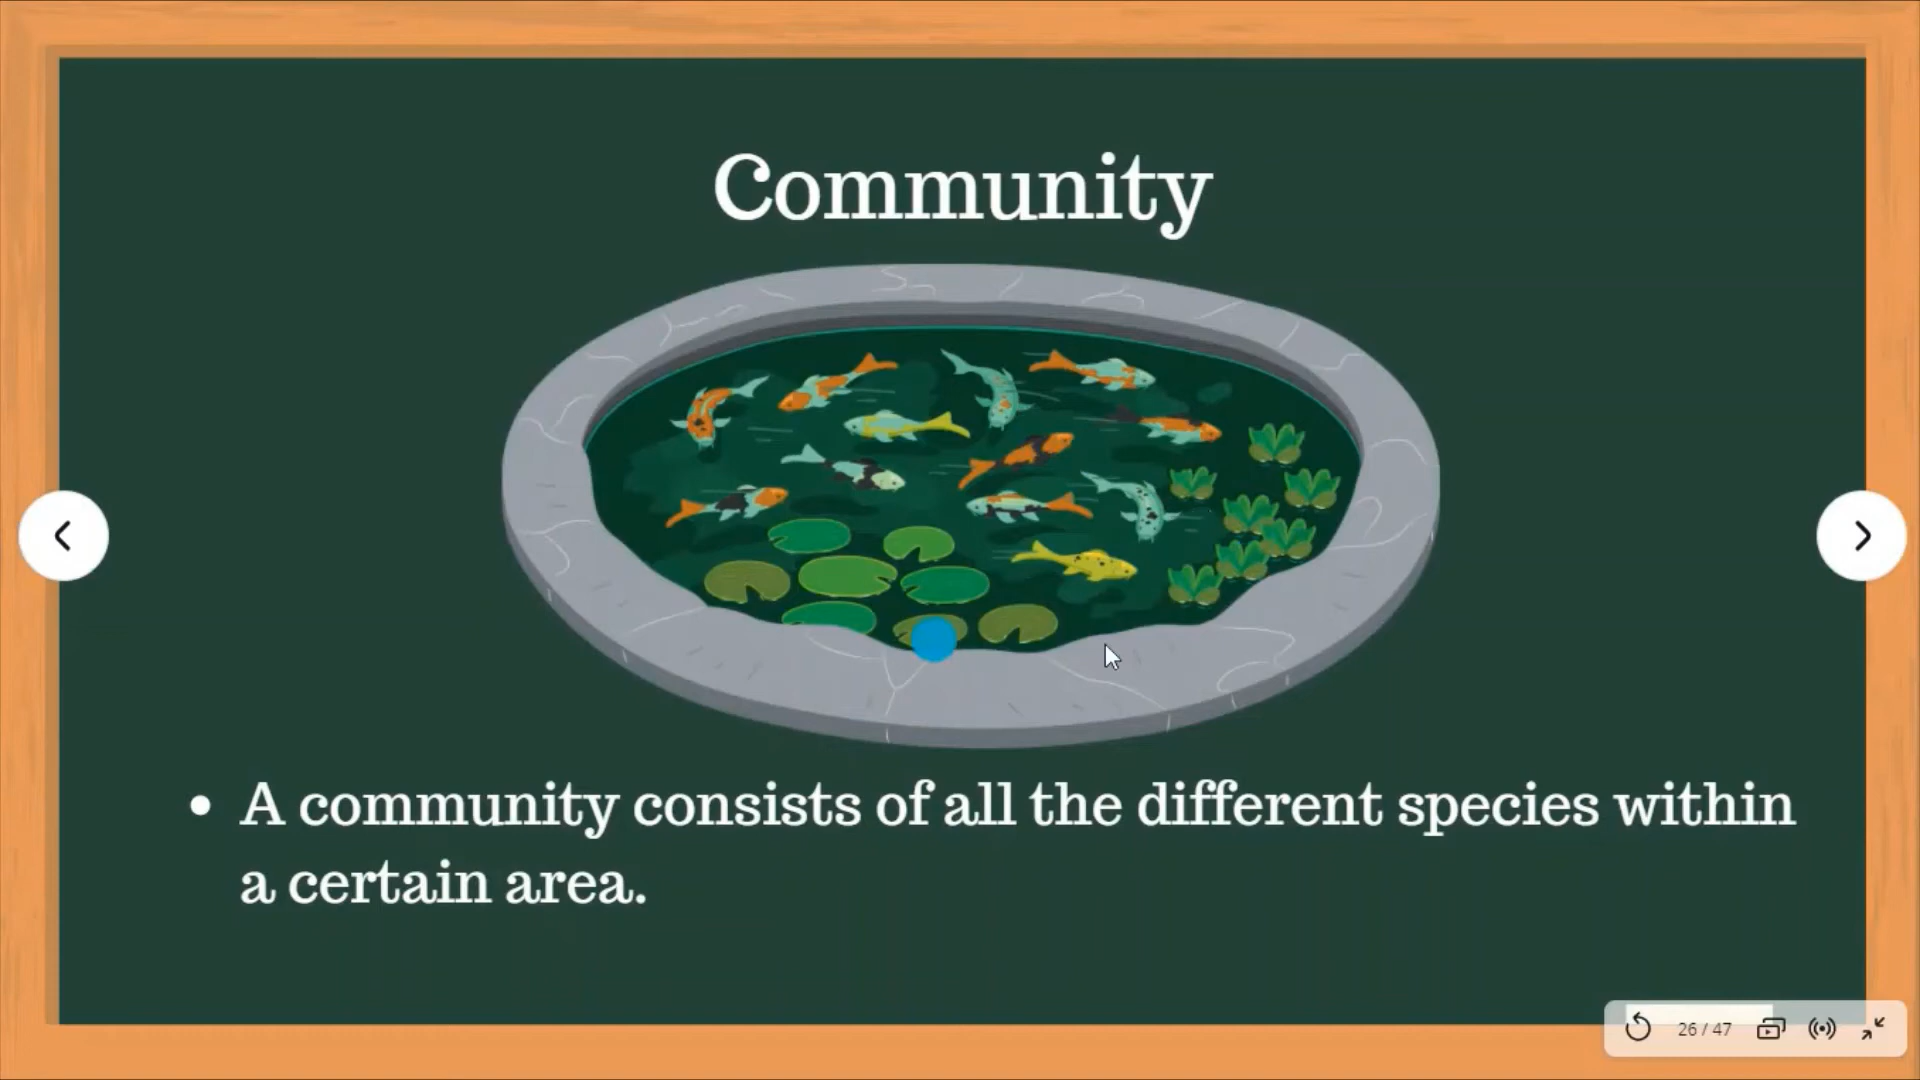 Community
• A community consists of all the different species within
a certain area.
26 / 47